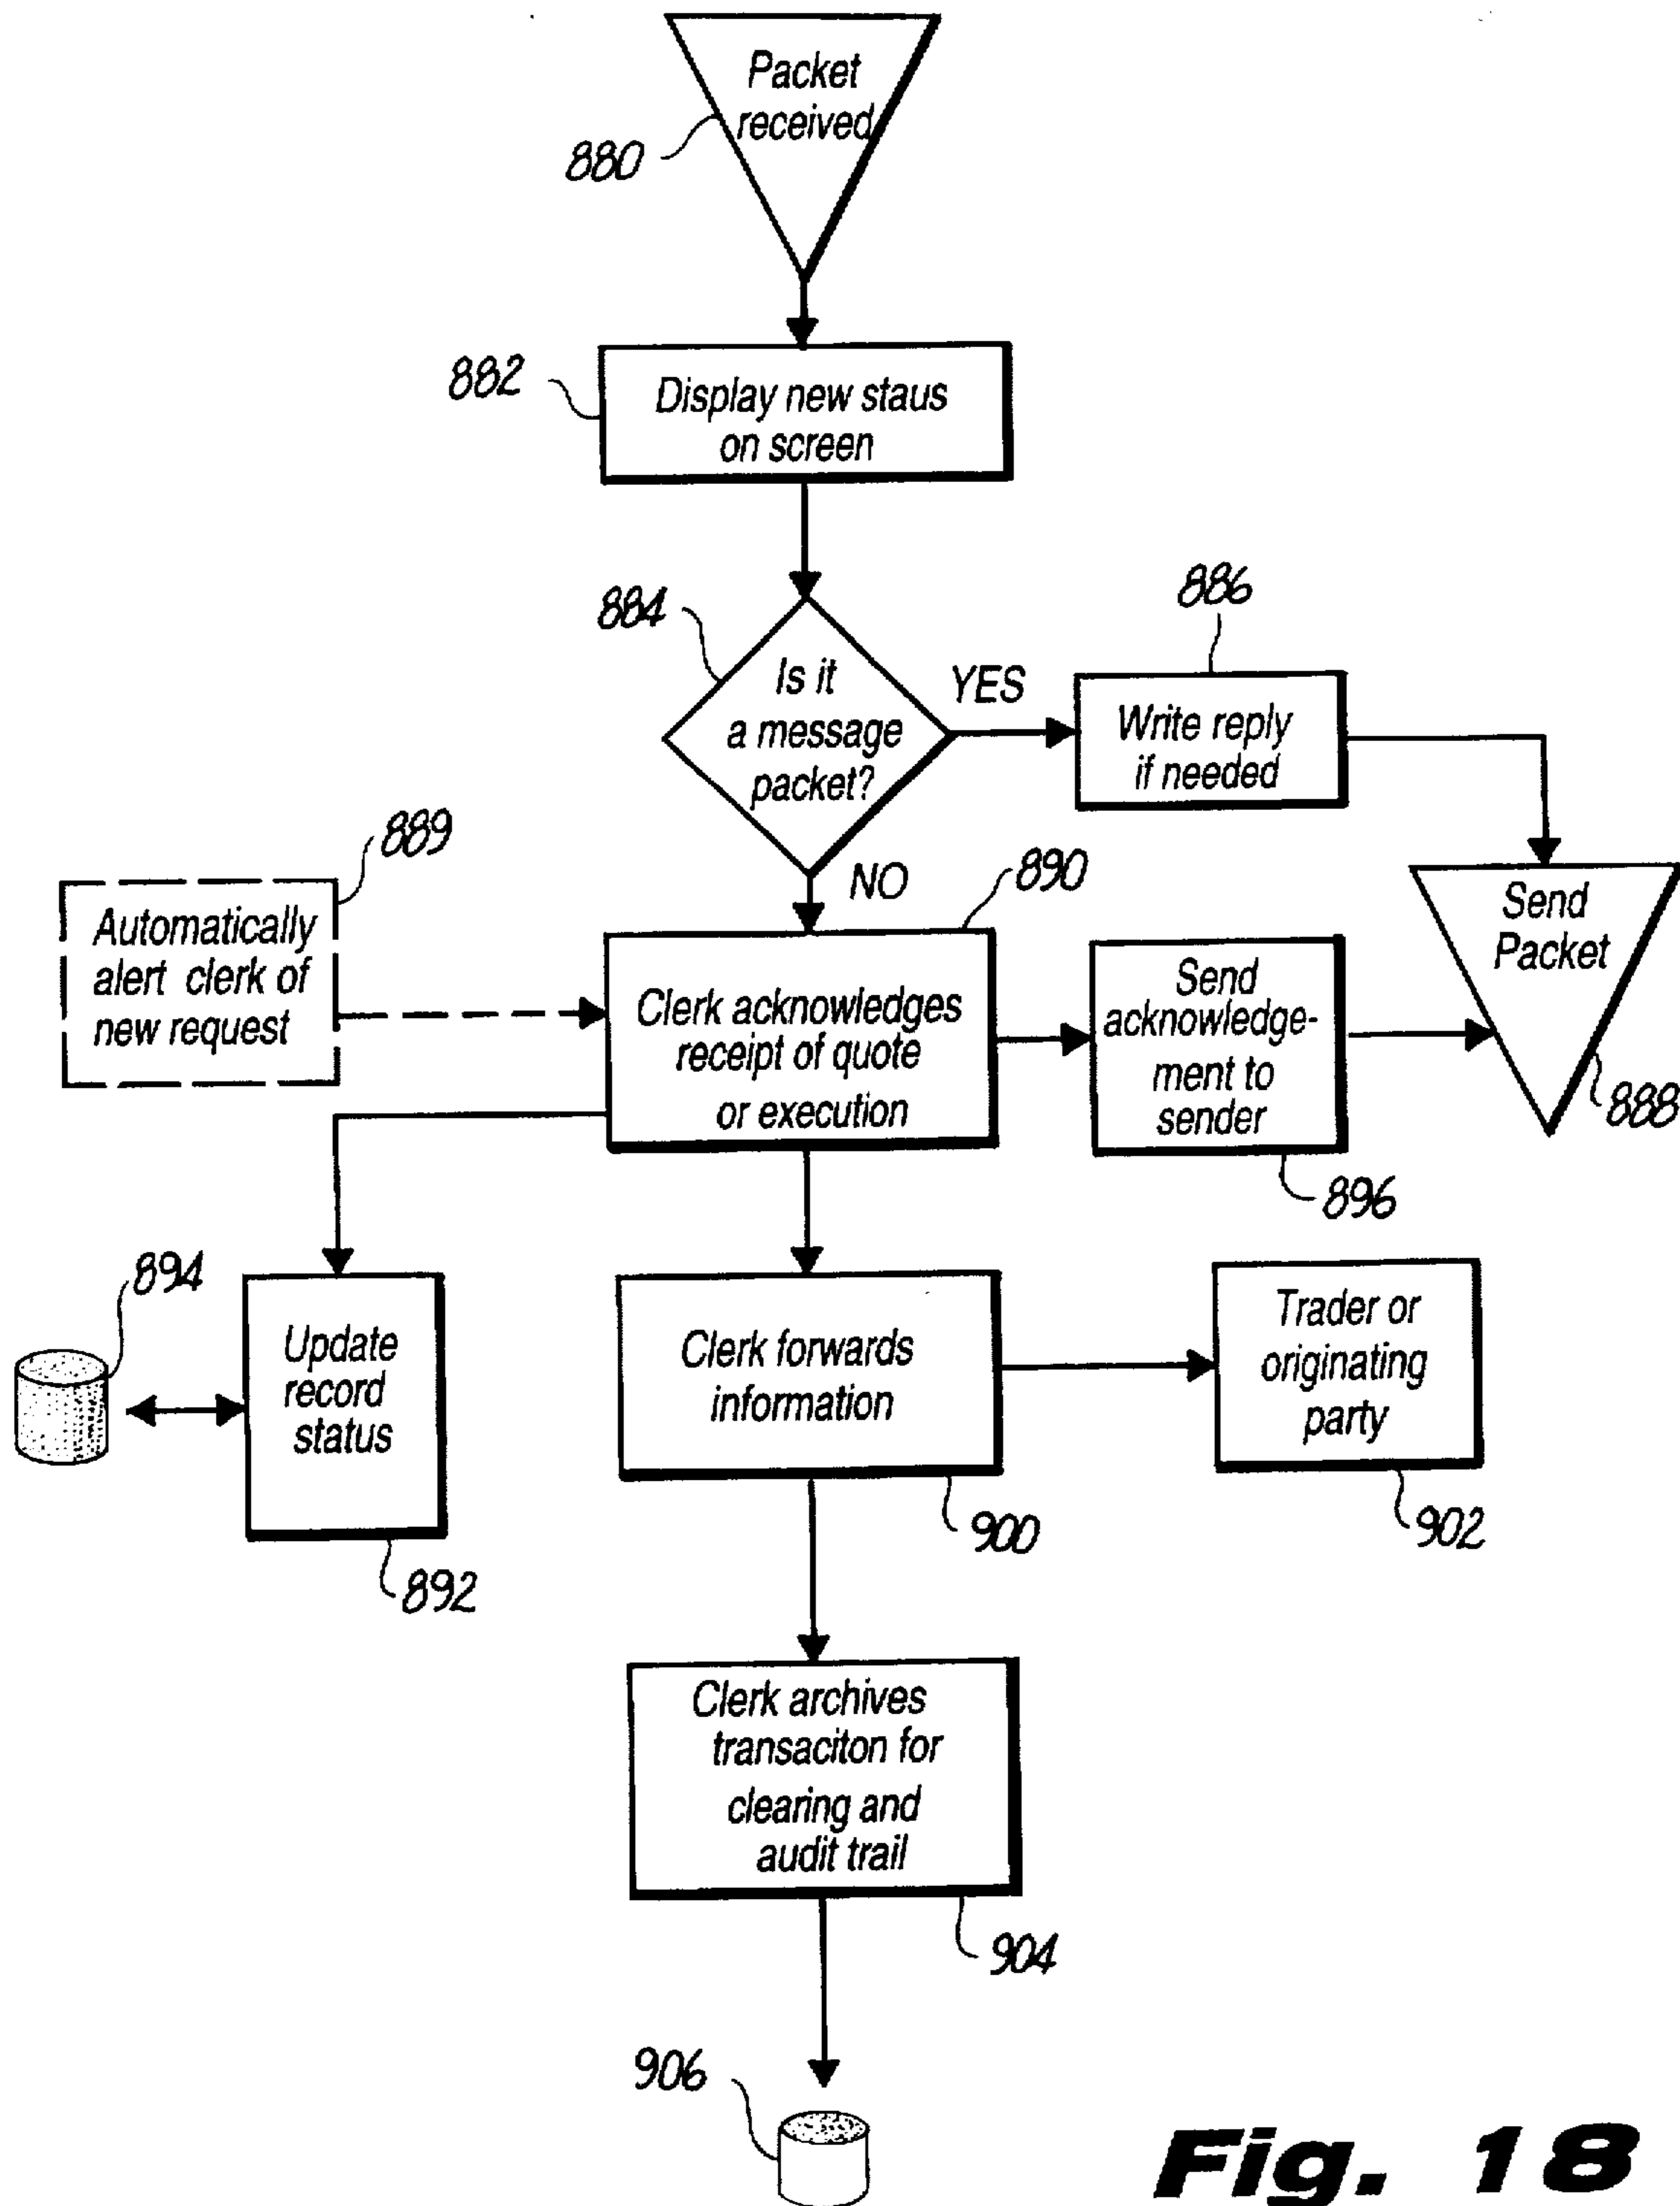 Packet
received
880
882
Display new staus
on screen
884
Is it
a message
packet?
YES
886
Write reply
if needed
NO
889
Automatically
alert clerk of
new request
890
Clerk acknowledges
receipt of quote
or execution
Send
acknowledge-
ment to
sender
896
Send
Packet
888
894
Update
record
status
892
Clerk forwards
information
900
Trader or
originating
party
902
Clerk archives
transaciton for
clearing and
audit trail
904
906
Fig. 18